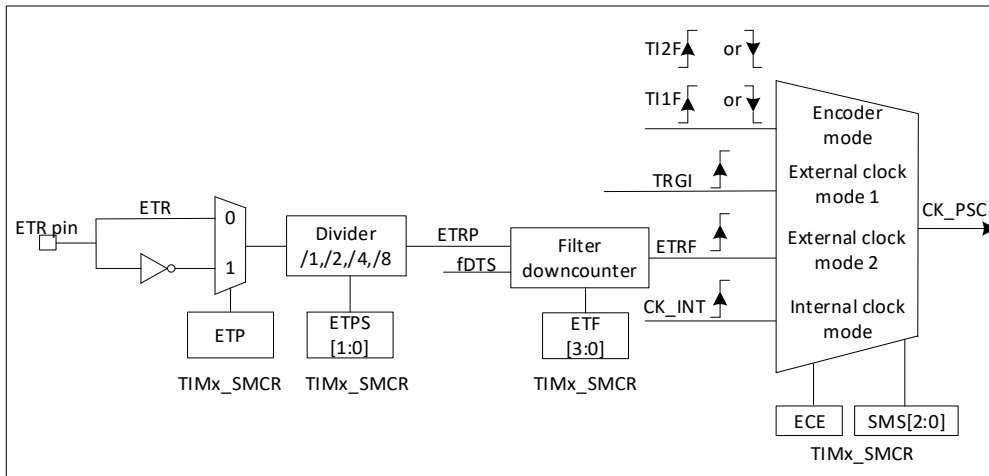 TI2F or
TI1F or
Encoder
mode
TRGI
External clock
mode 1
CK_PSC
ETR pin
ETR
0
1
Divider
/1,/2,/4,/8
ETRP
fDTS
Filter
downcounter
ETRF
External clock
mode 2
CK_INT
Internal clock
mode
ETP
TIMx_SMCR
ETPS
[1:0]
TIMx_SMCR
ETF
[3:0]
TIMx_SMCR
ECE
SMS[2:0]
TIMx_SMCR